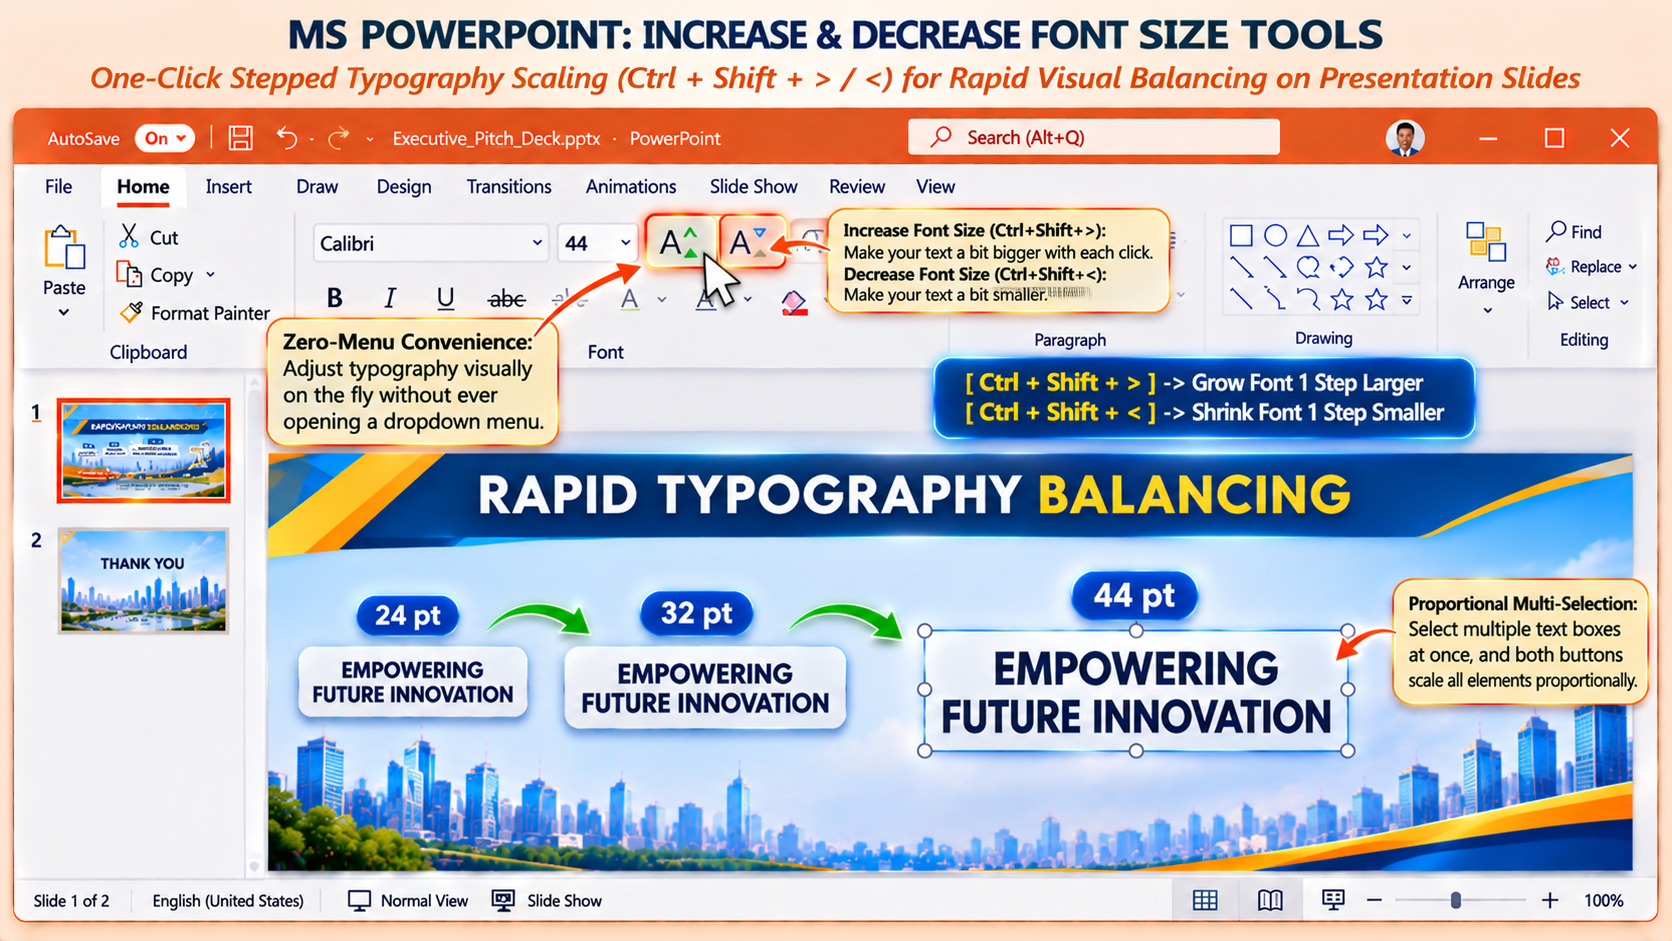 MS POWERPOINT: INCREASE & DECREASE FONT SIZE TOOLS
One-Click Stepped Typography Scaling (Ctrl + Shift + > / <) for Rapid Visual Balancing on Presentation Slides
AutoSave On Executive_Pitch_Deck.pptx · PowerPoint Search (Alt+Q)
File Home Insert Draw Design Transitions Animations Slide Show Review View
Paste
Cut
Copy
Format Painter
Clipboard
Calibri 44 A A
B I U abc abc A A
Font
Increase Font Size (Ctrl+Shift+>):
Make your text a bit bigger with each click.
Decrease Font Size (Ctrl+Shift+<):
Make your text a bit smaller.
Zero-Menu Convenience:
Adjust typography visually
on the fly without ever
opening a dropdown menu.
Paragraph
Drawing
Arrange
Find
Replace
Select
Editing
[ Ctrl + Shift + > ] -> Grow Font 1 Step Larger
[ Ctrl + Shift + < ] -> Shrink Font 1 Step Smaller
1
2
THANK YOU
RAPID TYPOGRAPHY BALANCING
24 pt
EMPOWERING
FUTURE INNOVATION
32 pt
EMPOWERING
FUTURE INNOVATION
44 pt
EMPOWERING
FUTURE INNOVATION
Proportional Multi-Selection:
Select multiple text boxes
at once, and both buttons
scale all elements proportionally.
Slide 1 of 2 English (United States) Normal View Slide Show 100%